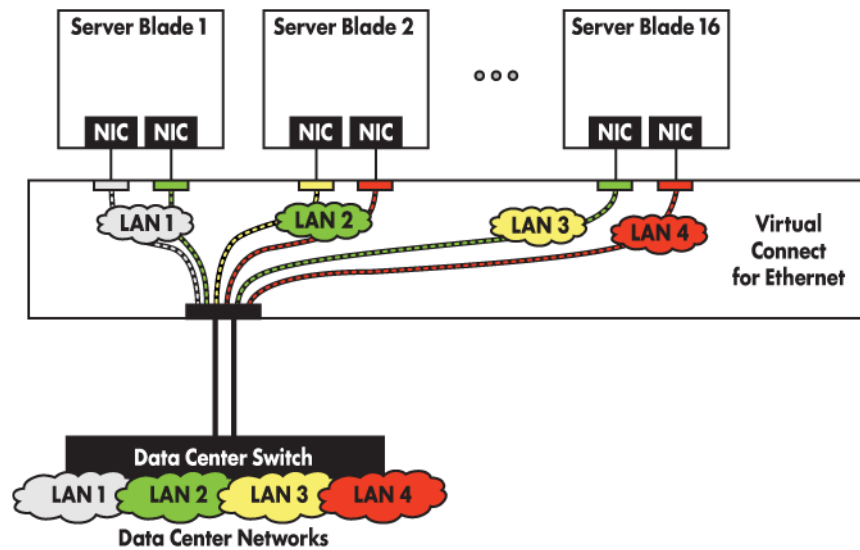 Server Blade 1
Server Blade 2
Server Blade 16
NIC
NIC
NIC
NIC
NIC
NIC
LAN 1
LAN 2
LAN 3
LAN 4
Virtual
Connect
for Ethernet
Data Center Switch
LAN 1
LAN 2
LAN 3
LAN 4
Data Center Networks